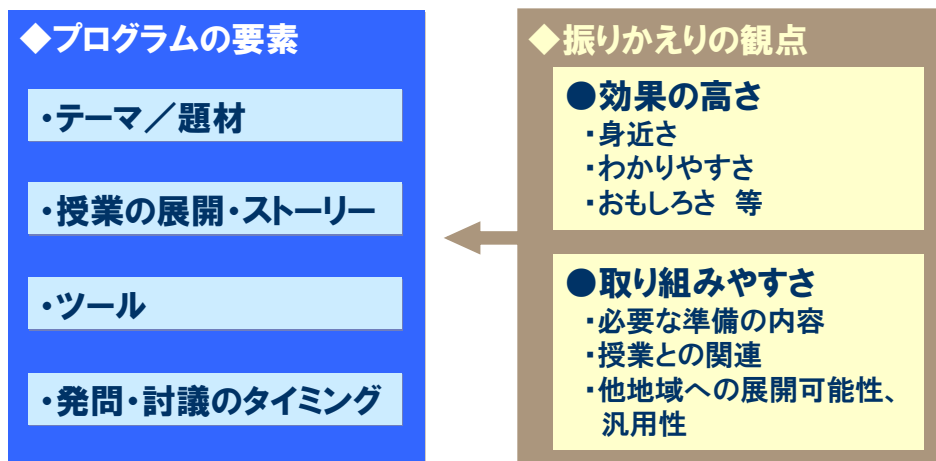 ◆プログラムの要素
・テーマ／題材
・授業の展開・ストーリー
・ツール
・発問・討議のタイミング
◆振りかえりの観点
●効果の高さ
・身近さ
・わかりやすさ
・おもしろさ 等
●取り組みやすさ
・必要な準備の内容
・授業との関連
・他地域への展開可能性、
汎用性